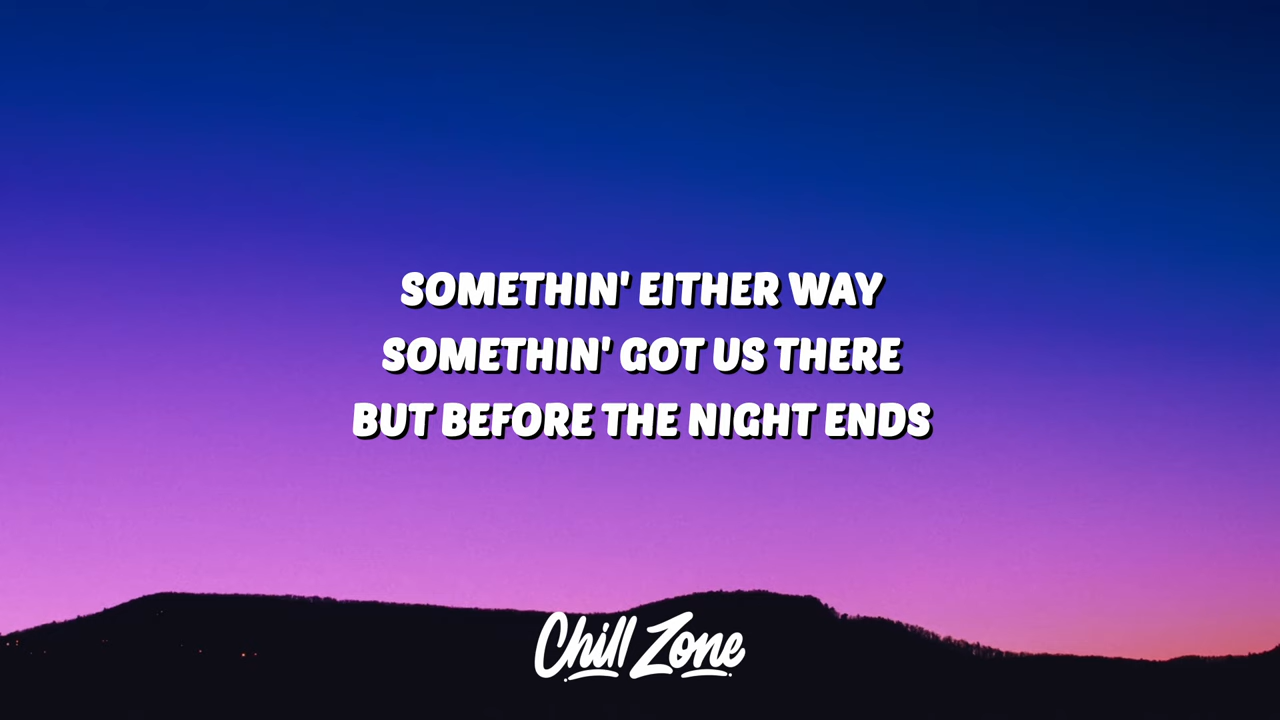 SOMETHIN' EITHER WAY
SOMETHIN' GOT US THERE
BUT BEFORE THE NIGHT ENDS
Chill Zone